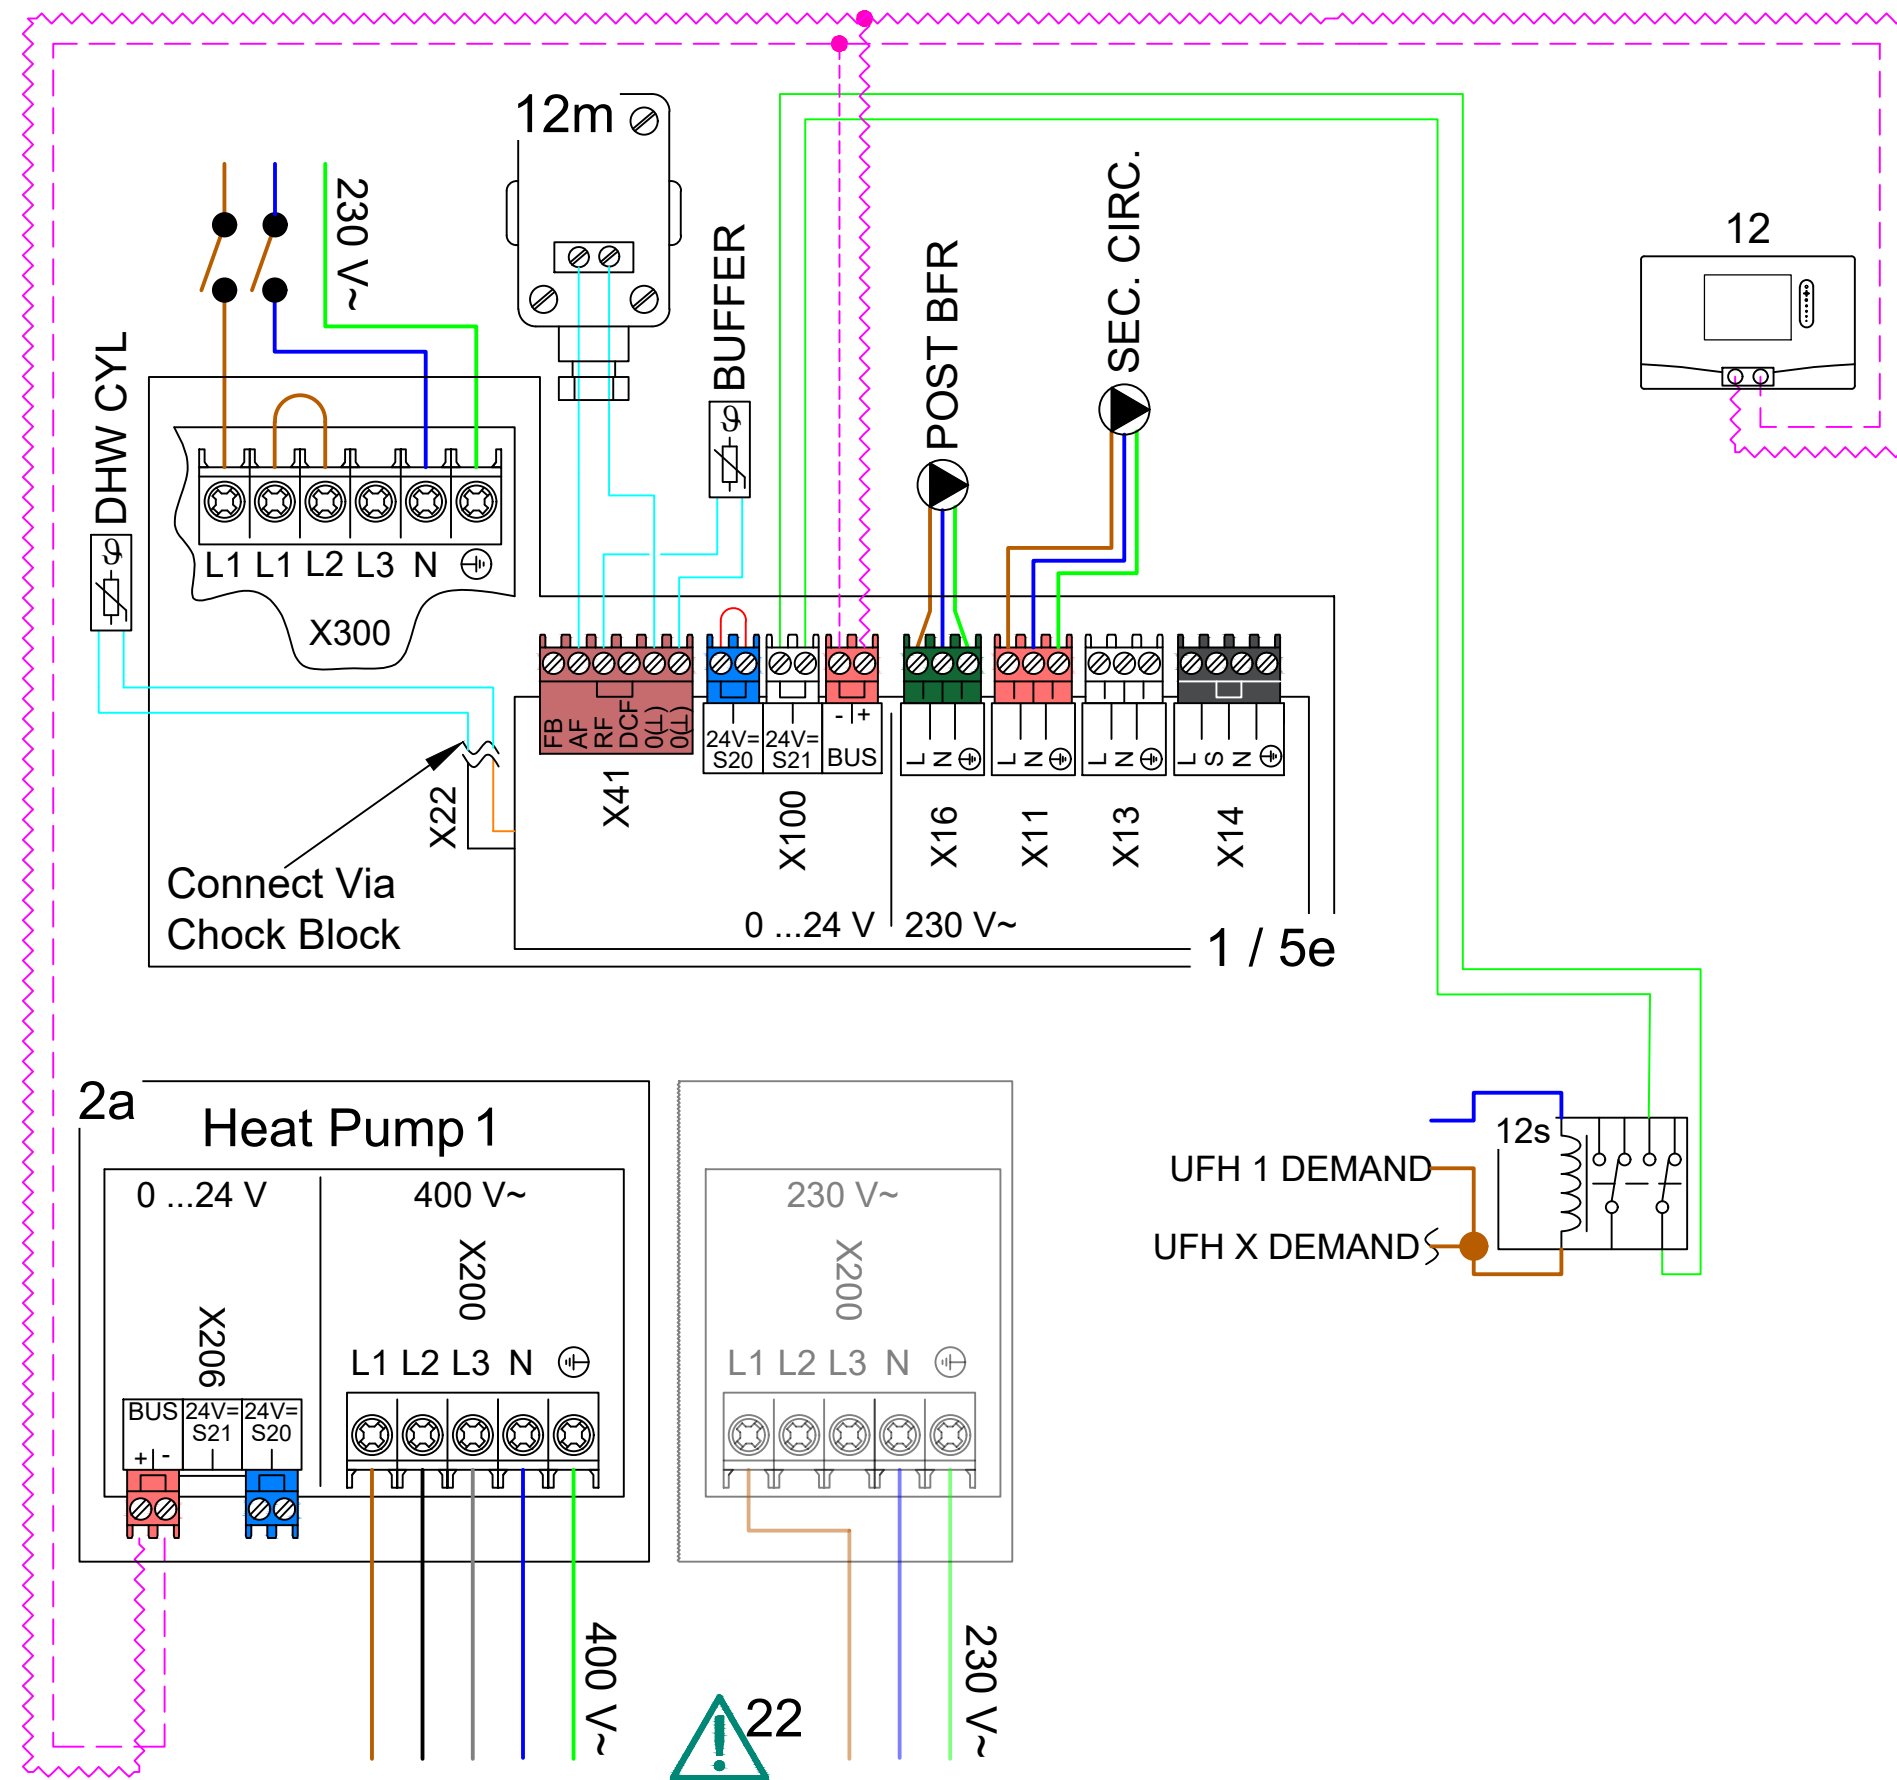 12m
230 V~
DHW CYL
BUFFER
POST BFR
SEC. CIRC.
12
L1 L1 L2 L3 N
X300
FB
AF
RF
DCF
0(⊥)
0(⊥)
X41
24V=
S20
24V=
S21
- +
BUS
X100
L N
X16
L N
X11
L N
X13
L S N
X14
X22
Connect Via
Chock Block
0 ...24 V
230 V~
1 / 5e
2a
Heat Pump 1
0 ...24 V
400 V~
X200
X206
L1 L2 L3 N
BUS
+ -
24V=
S21
24V=
S20
400 V~
230 V~
X200
L1 L2 L3 N
230 V~
22
12s
UFH 1 DEMAND
UFH X DEMAND